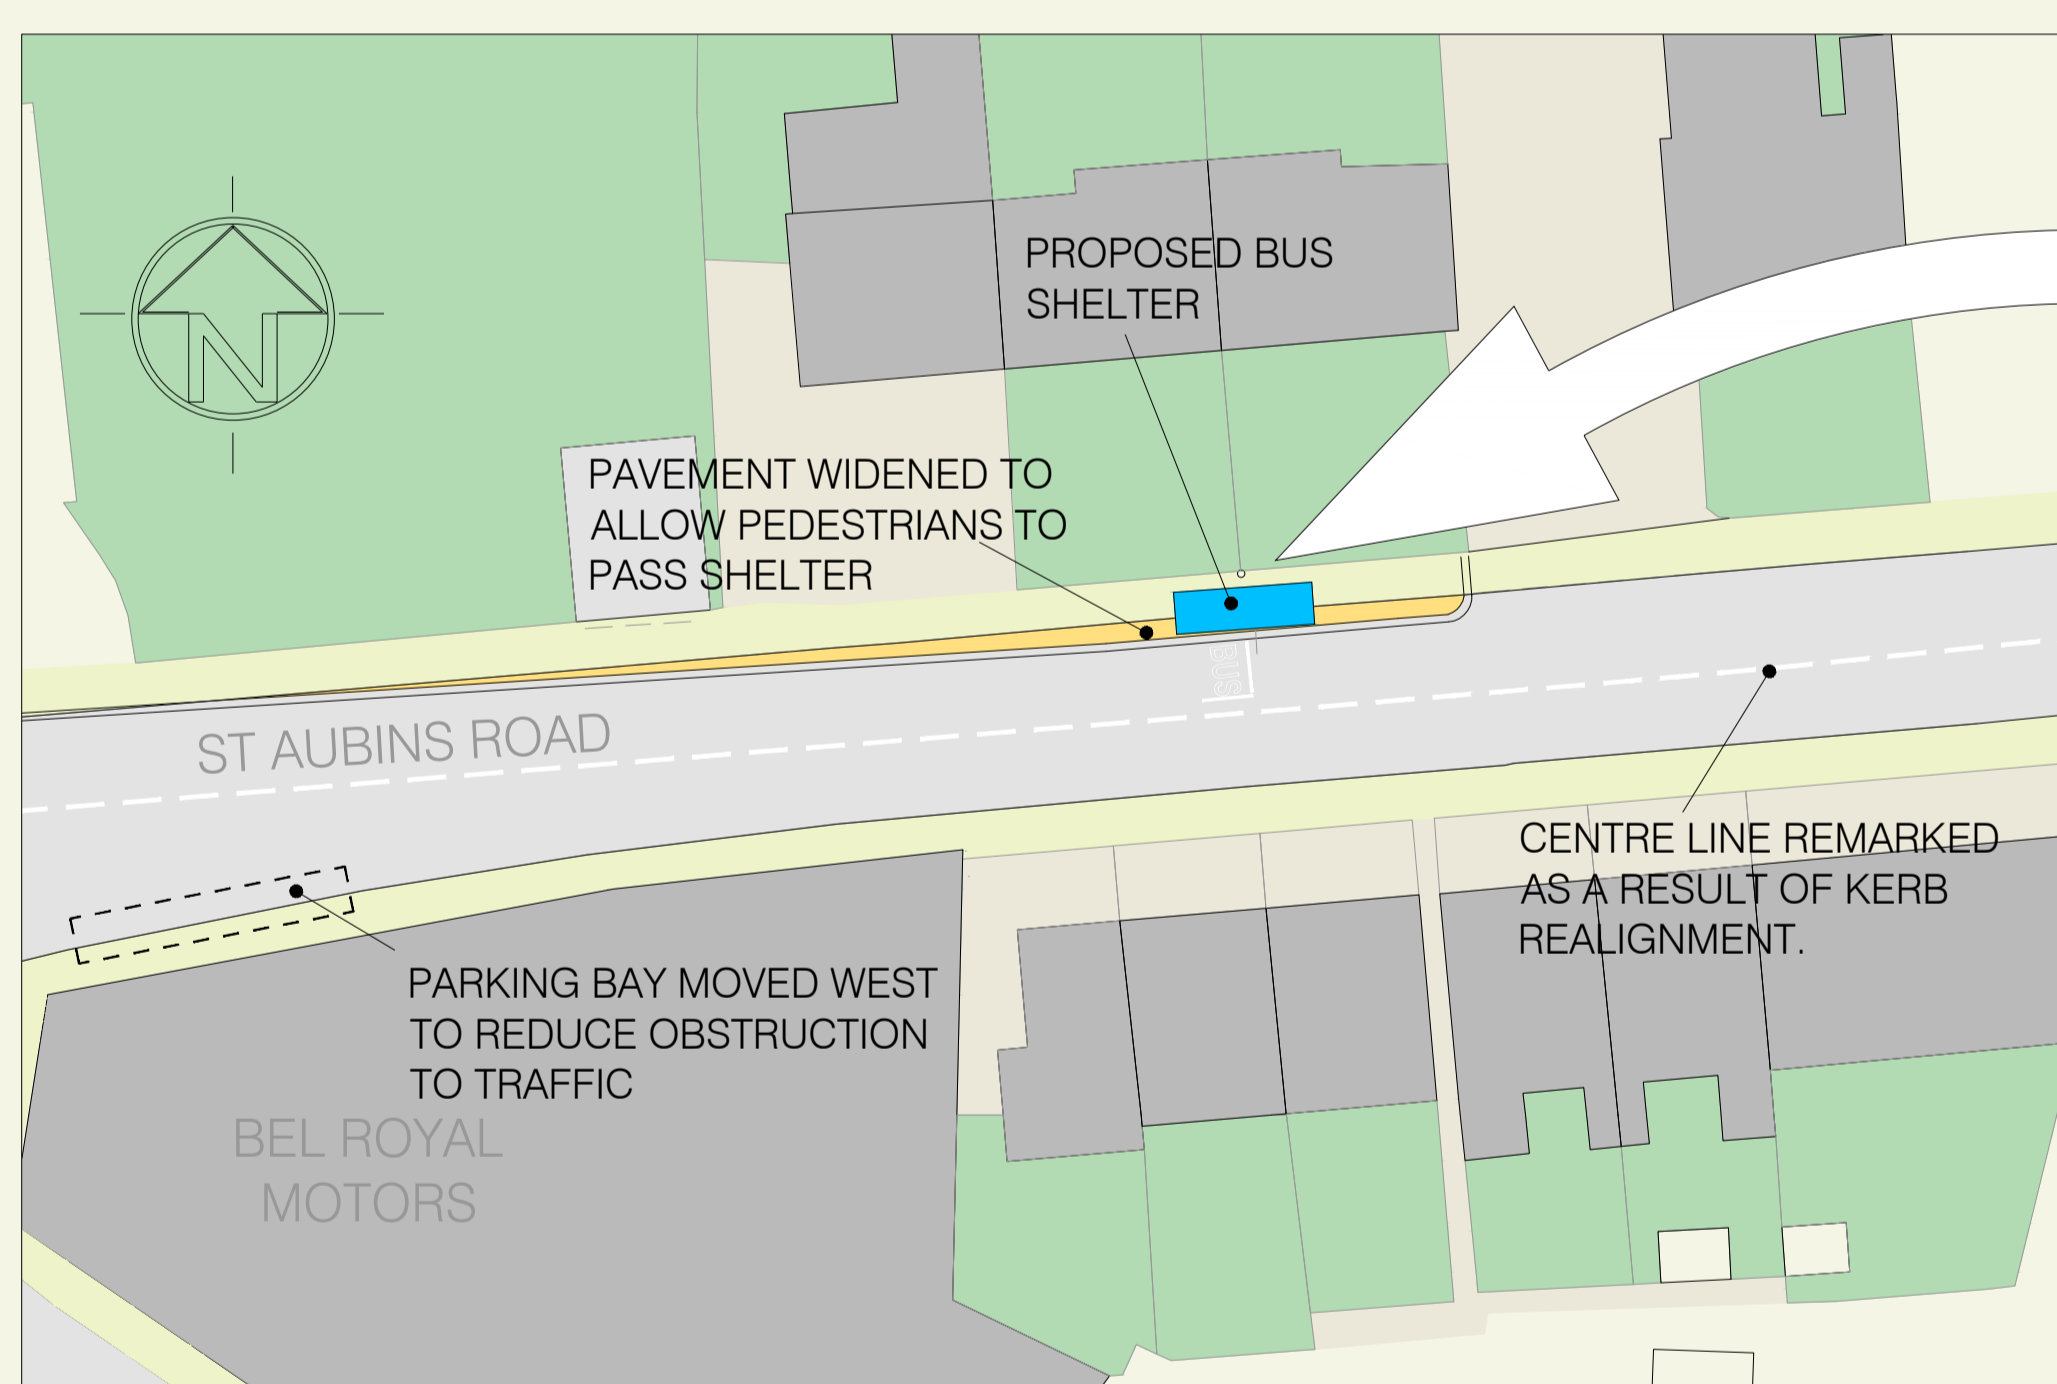 N
PROPOSED BUS
SHELTER
PAVEMENT WIDENED TO
ALLOW PEDESTRIANS TO
PASS SHELTER
BUS
ST AUBINS ROAD
CENTRE LINE REMARKED
AS A RESULT OF KERB
REALIGNMENT.
PARKING BAY MOVED WEST
TO REDUCE OBSTRUCTION
TO TRAFFIC
BEL ROYAL
MOTORS